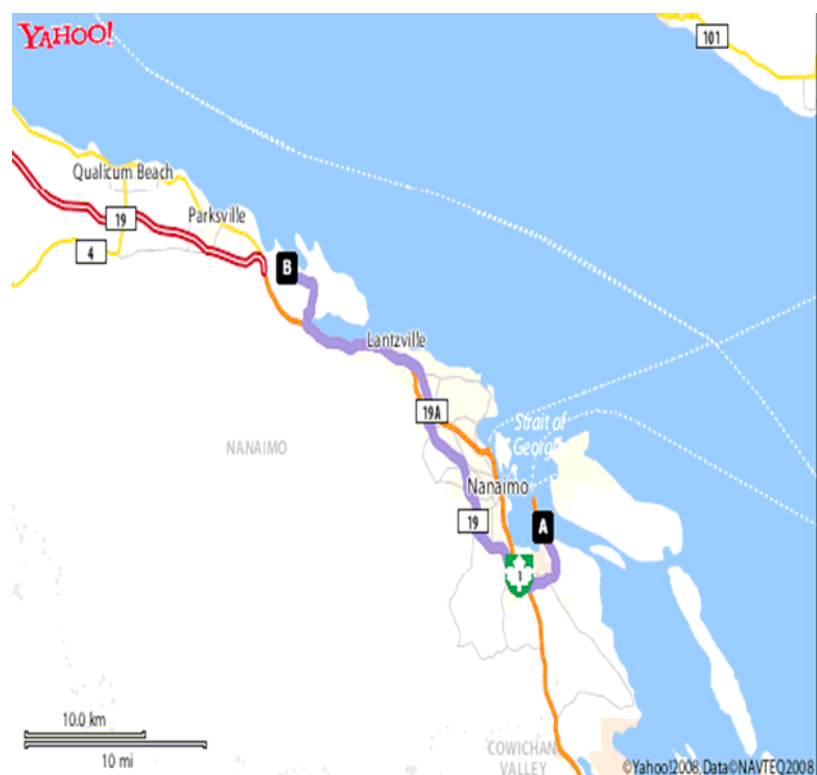 YAHOO!
101
Qualicum Beach
19
Parksville
4
B
Lantzville
19A
Strait of
Georgia
NANAIMO
Nanaimo
19
A
1
10.0 km
10 mi
COWICHAN
VALLEY
©Yahoo!2008, Data©NAVTEQ2008